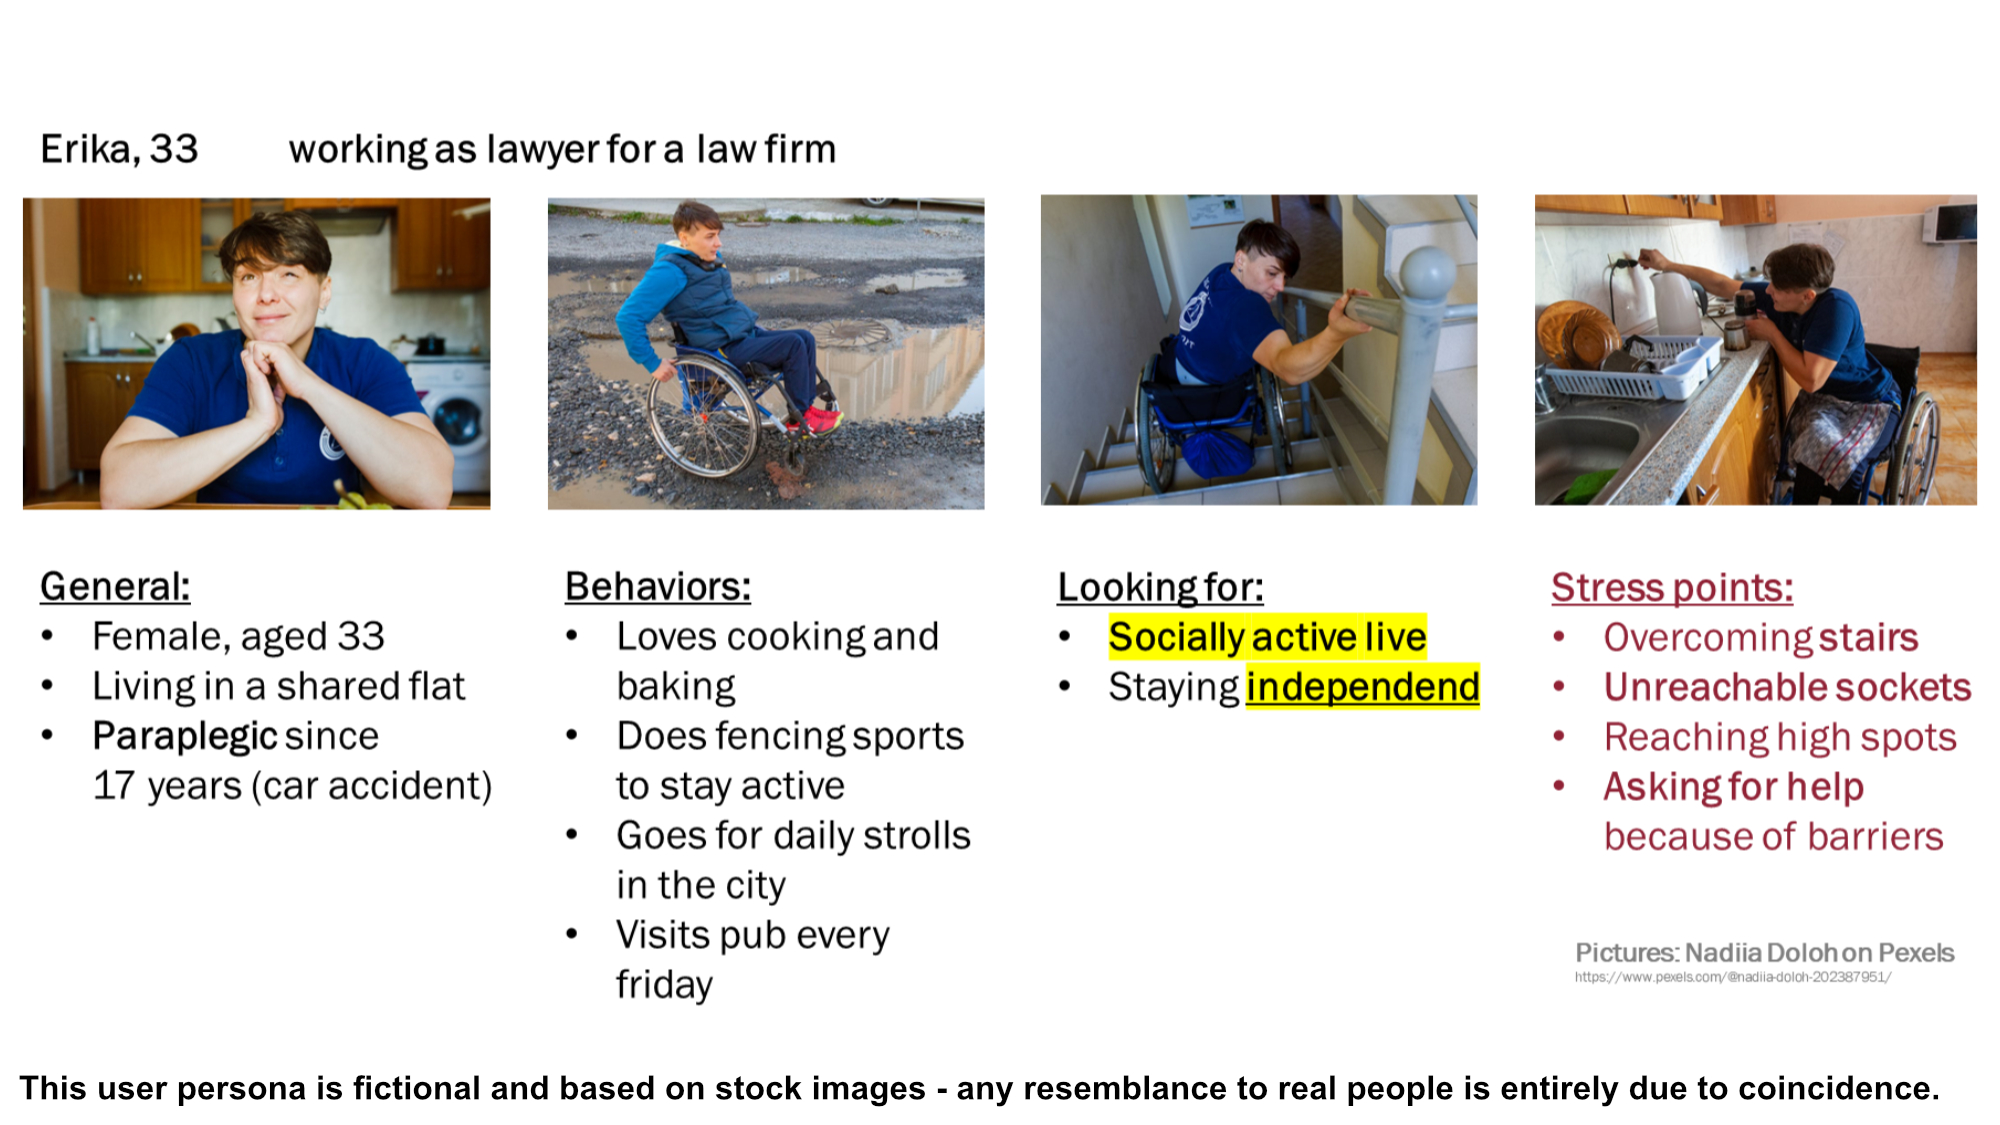 Erika, 33 working as lawyer for a law firm
General:
• Female, aged 33
• Living in a shared flat
• Paraplegic since
17 years (car accident)
Behaviors:
• Loves cooking and
baking
• Does fencing sports
to stay active
• Goes for daily strolls
in the city
• Visits pub every
friday
Looking for:
• Socially active live
• Staying independend
Stress points:
• Overcoming stairs
• Unreachable sockets
• Reaching high spots
• Asking for help
because of barriers
Pictures: Nadiia Doloh on Pexels
https://www.pexels.com/@nadiia-doloh-202387951/
This user persona is fictional and based on stock images - any resemblance to real people is entirely due to coincidence.